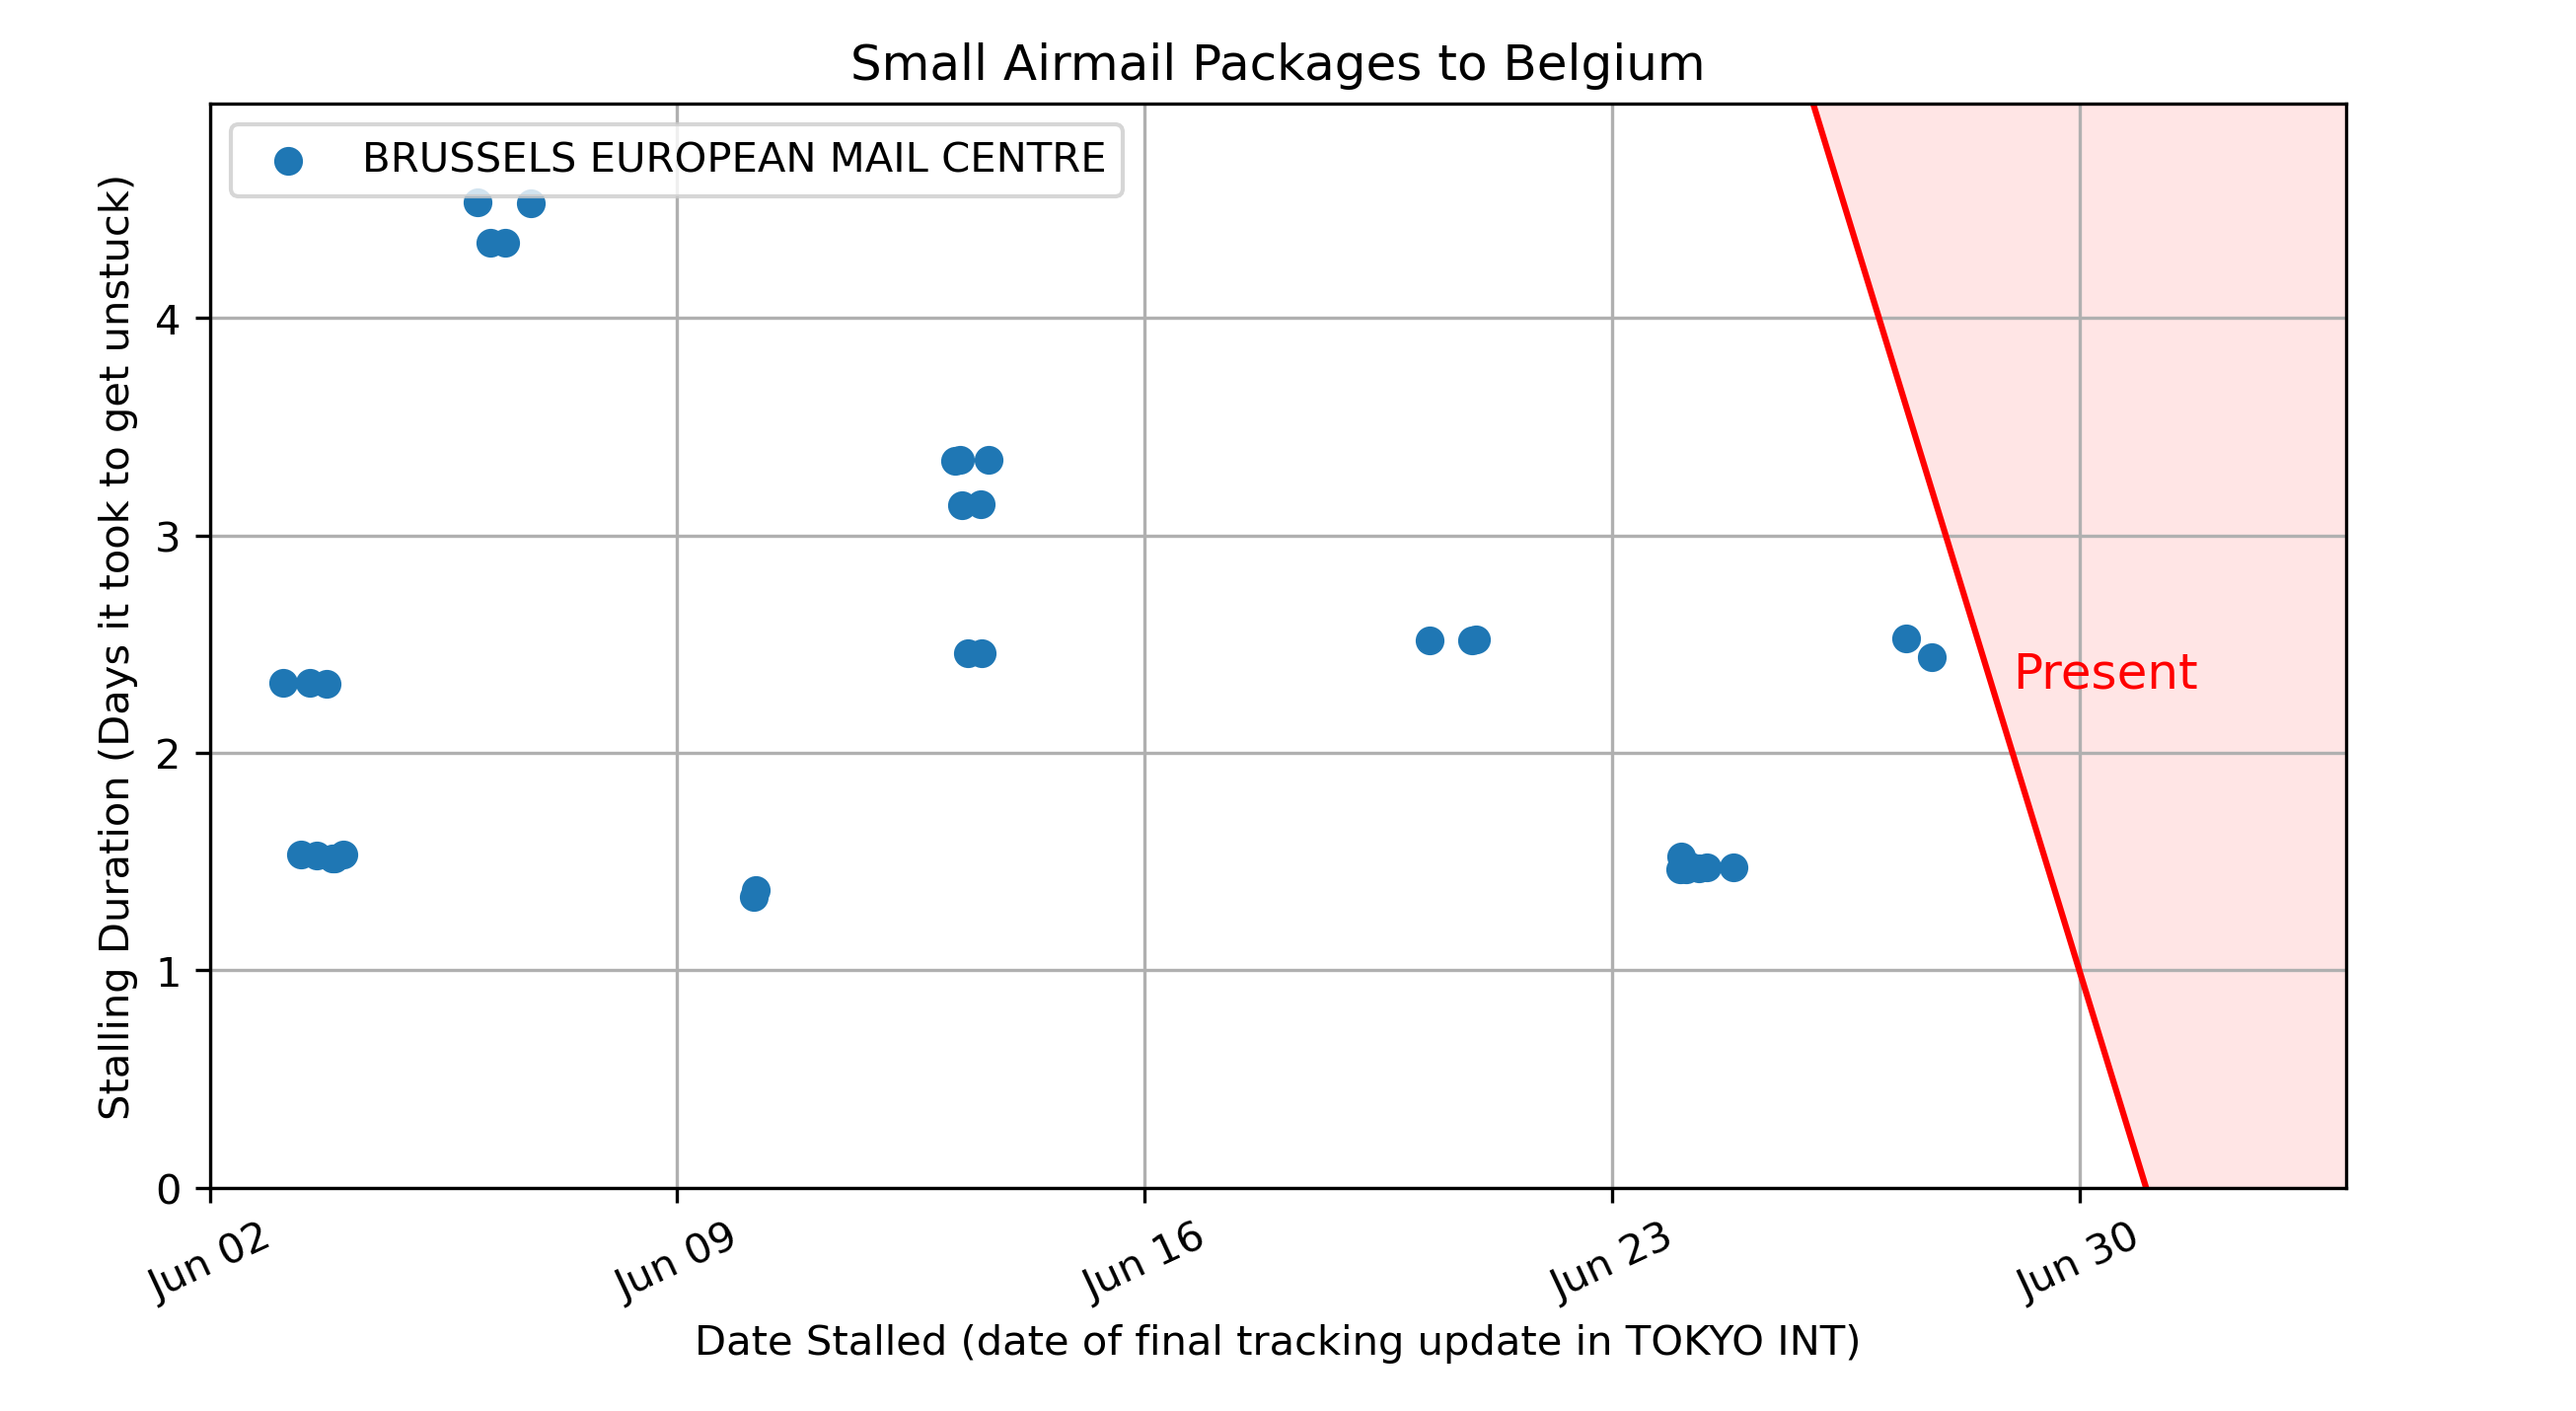 Small Airmail Packages to Belgium
BRUSSELS EUROPEAN MAIL CENTRE
Stalling Duration (Days it took to get unstuck)
4
3
2
1
0
Present
Jun 02
Jun 09
Jun 16
Jun 23
Jun 30
Date Stalled (date of final tracking update in TOKYO INT)